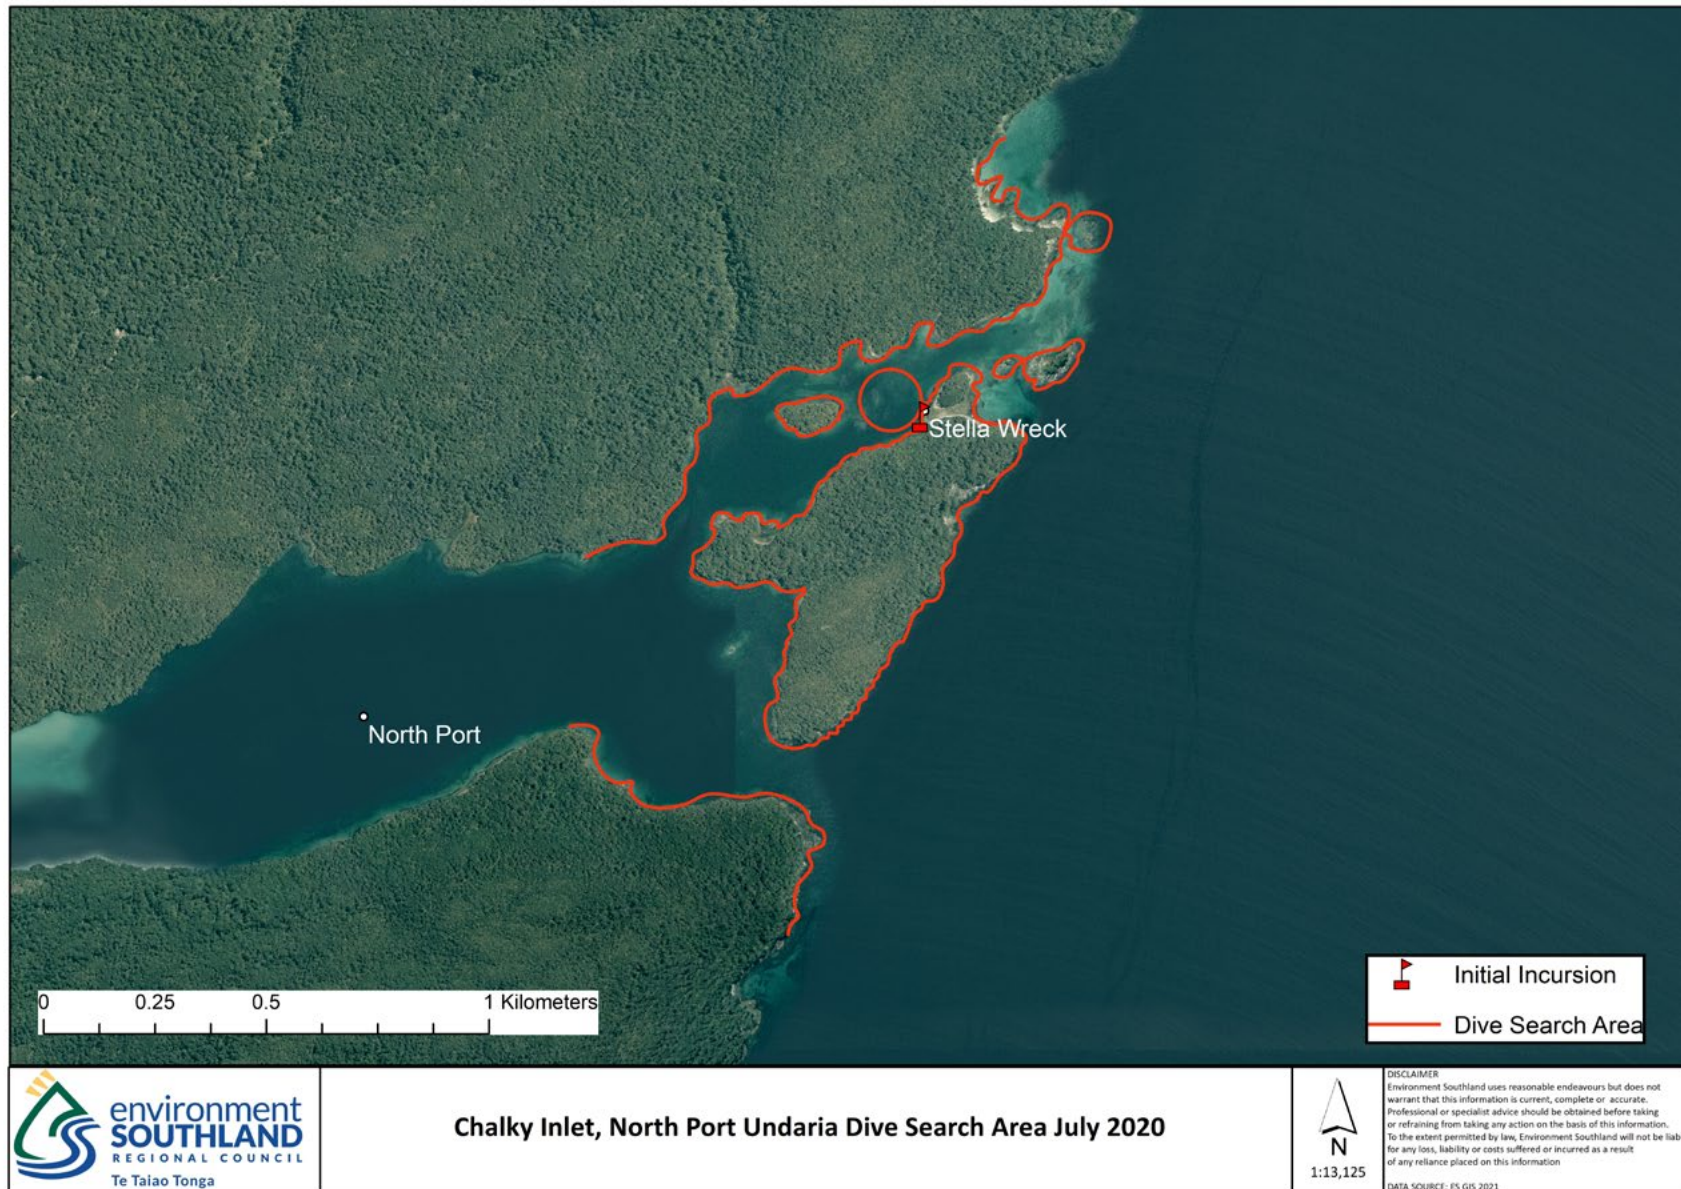 Stella Wreck
North Port
0 0.25 0.5 1 Kilometers
Initial Incursion
Dive Search Area
environment
SOUTHLAND
REGIONAL COUNCIL
Te Taiao Tonga
Chalky Inlet, North Port Undaria Dive Search Area July 2020
N
1:13,125
DISCLAIMER
Environment Southland uses reasonable endeavours but does not
warrant that this information is current, complete or accurate.
Professional or specialist advice should be obtained before taking
or refraining from taking any action on the basis of this information.
To the extent permitted by law, Environment Southland will not be liab
for any loss, liability or costs suffered or incurred as a result
of any reliance placed on this information
DATA SOURCE: ES GIS 2021